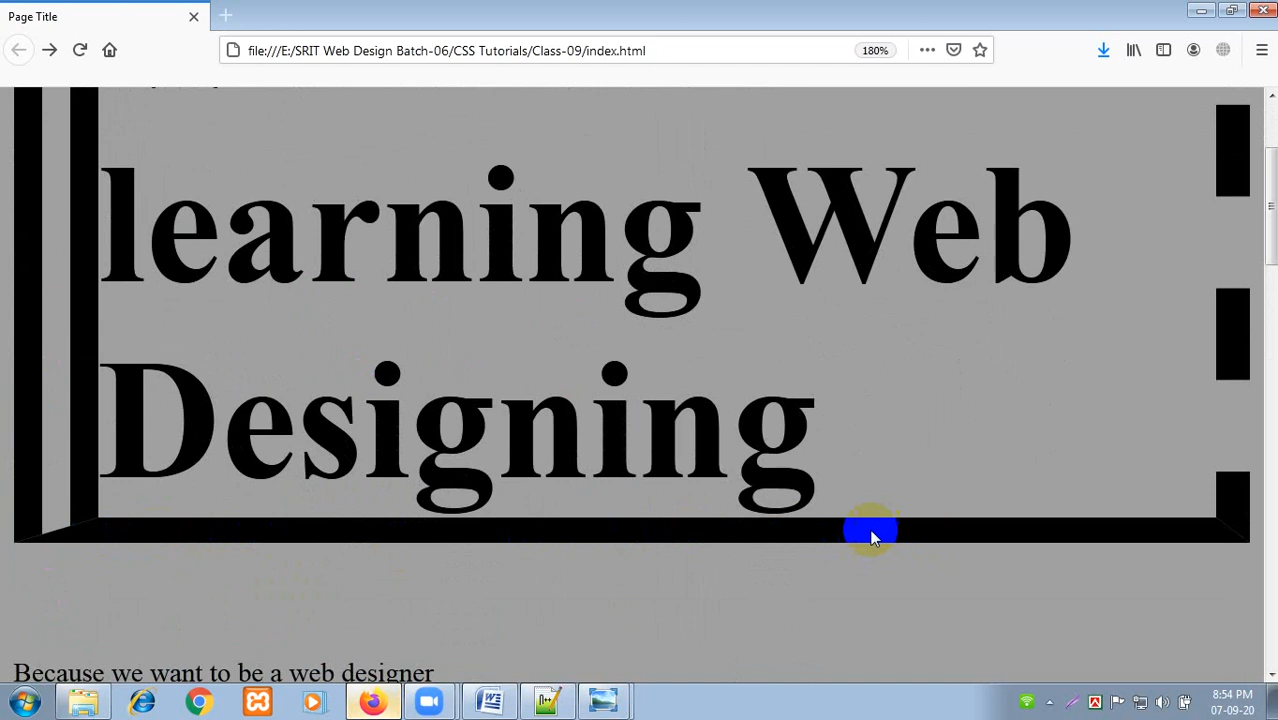 Page Title
file:///E:/SRIT Web Design Batch-06/CSS Tutorials/Class-09/index.html
180%
learning Web
Designing
Because we want to be a web designer
8:54 PM
07-09-20